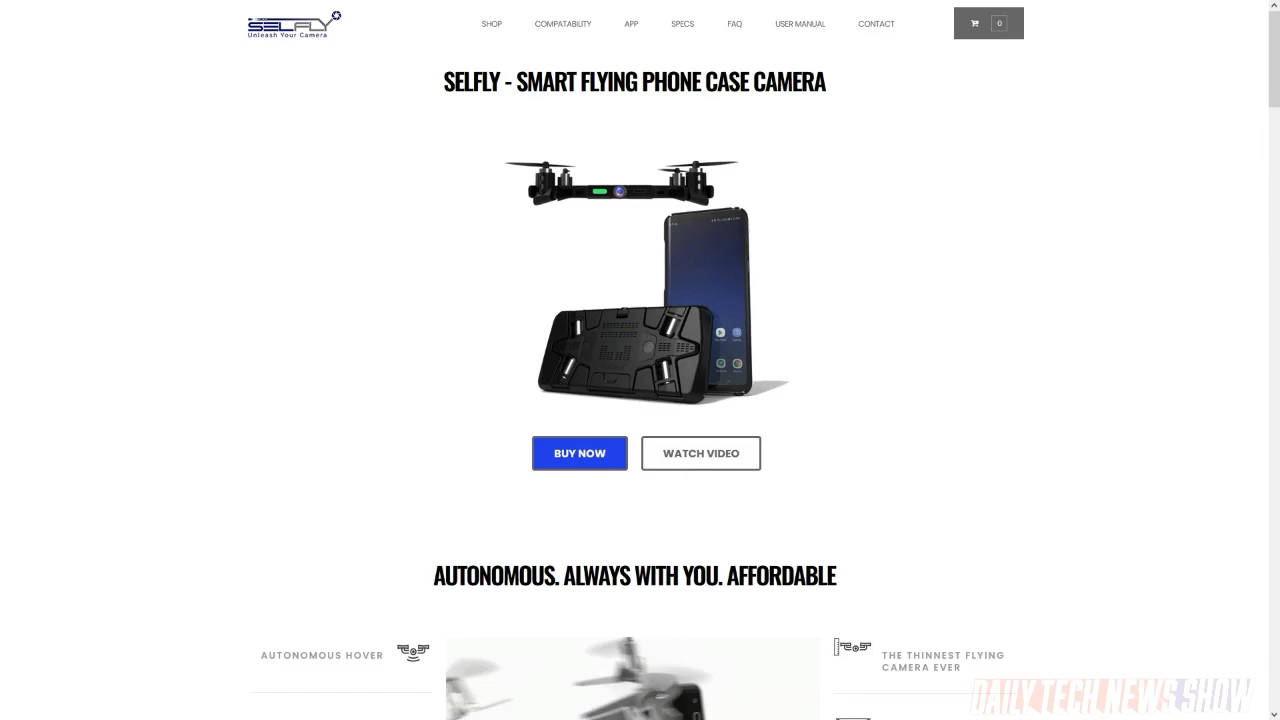 SELFLY
Unleash Your Camera
SHOP
COMPATABILITY
APP
SPECS
FAQ
USER MANUAL
CONTACT
0
SELFLY - SMART FLYING PHONE CASE CAMERA
BUY NOW
WATCH VIDEO
AUTONOMOUS. ALWAYS WITH YOU. AFFORDABLE
AUTONOMOUS HOVER
THE THINNEST FLYING
CAMERA EVER
DAILY TECH NEWS SHOW